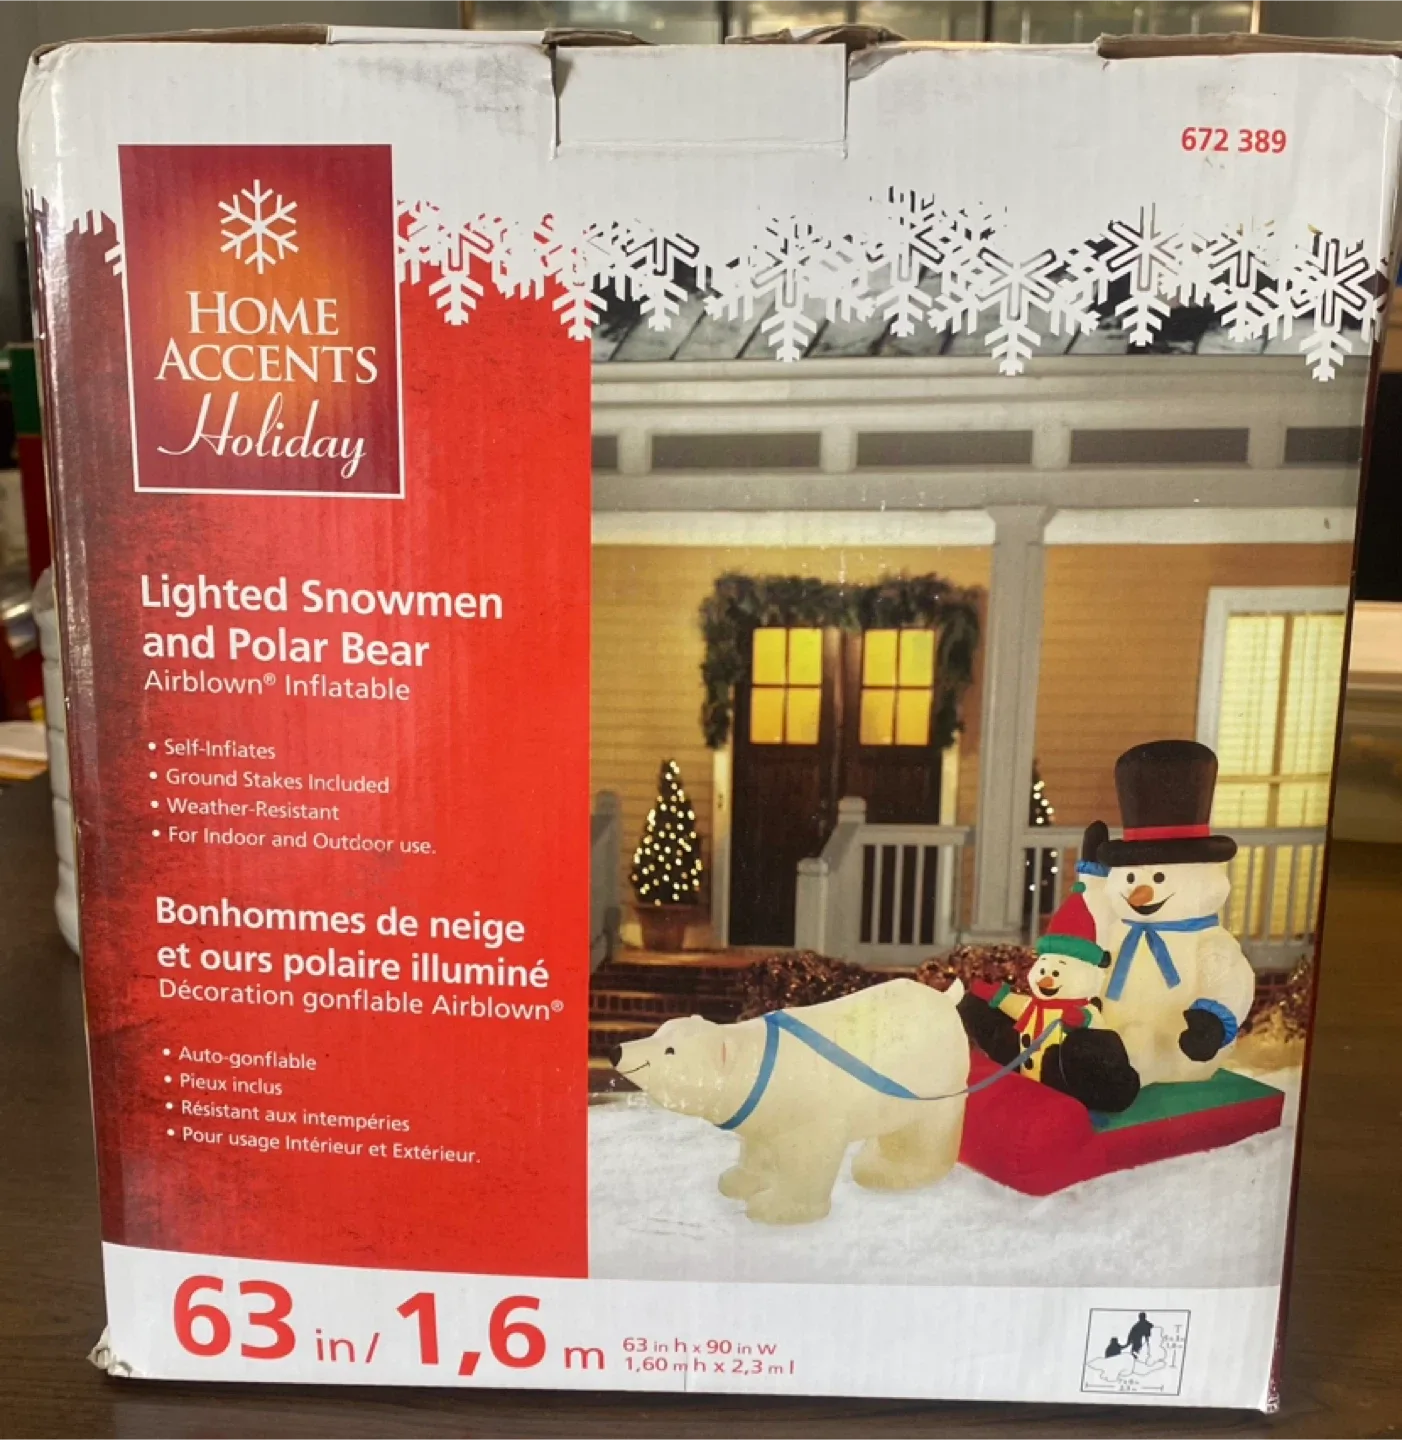 672 389
HOME
ACCENTS
Holiday
Lighted Snowmen
and Polar Bear
Airblown® Inflatable
• Self-Inflates
• Ground Stakes Included
• Weather-Resistant
• For Indoor and Outdoor use.
Bonhommes de neige
et ours polaire illuminé
Décoration gonflable Airblown®
• Auto-gonflable
• Pieux inclus
• Résistant aux intempéries
• Pour usage Intérieur et Extérieur.
63 in / 1,6 m
63 in h x 90 in w
1,60 m h x 2,3 m l